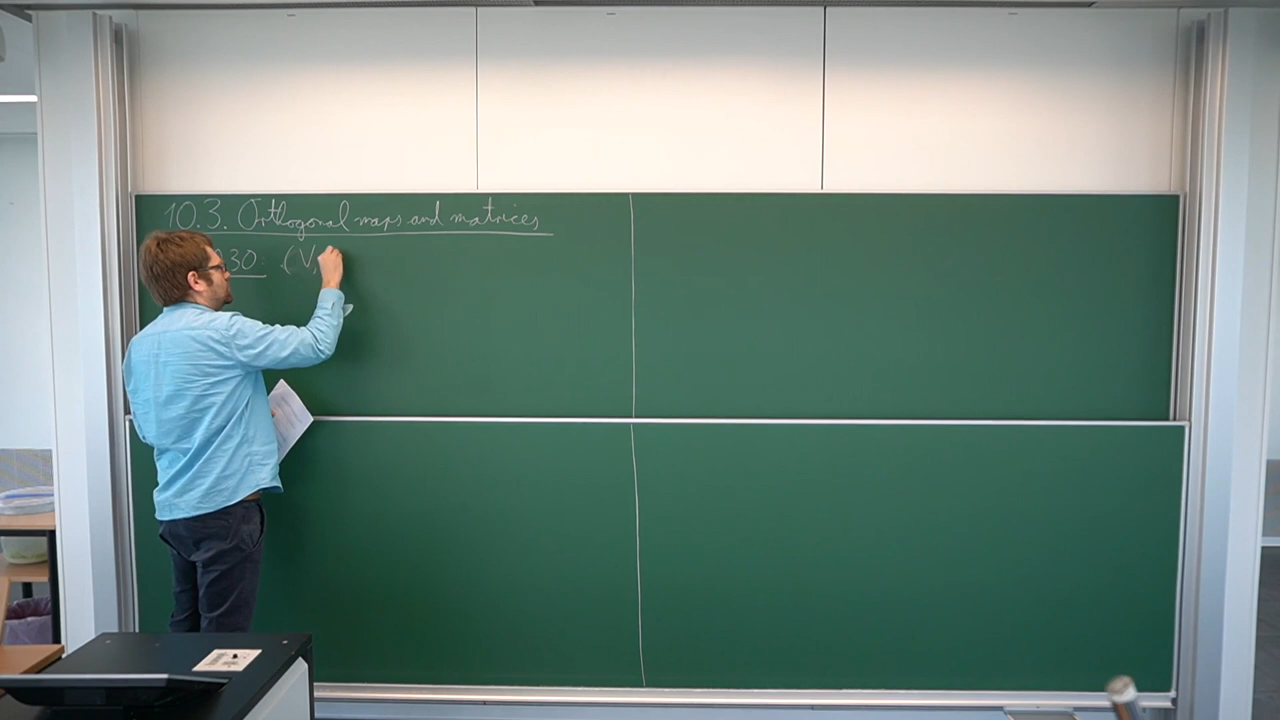 10.3. Orthogonal maps and matrices
30. (V,